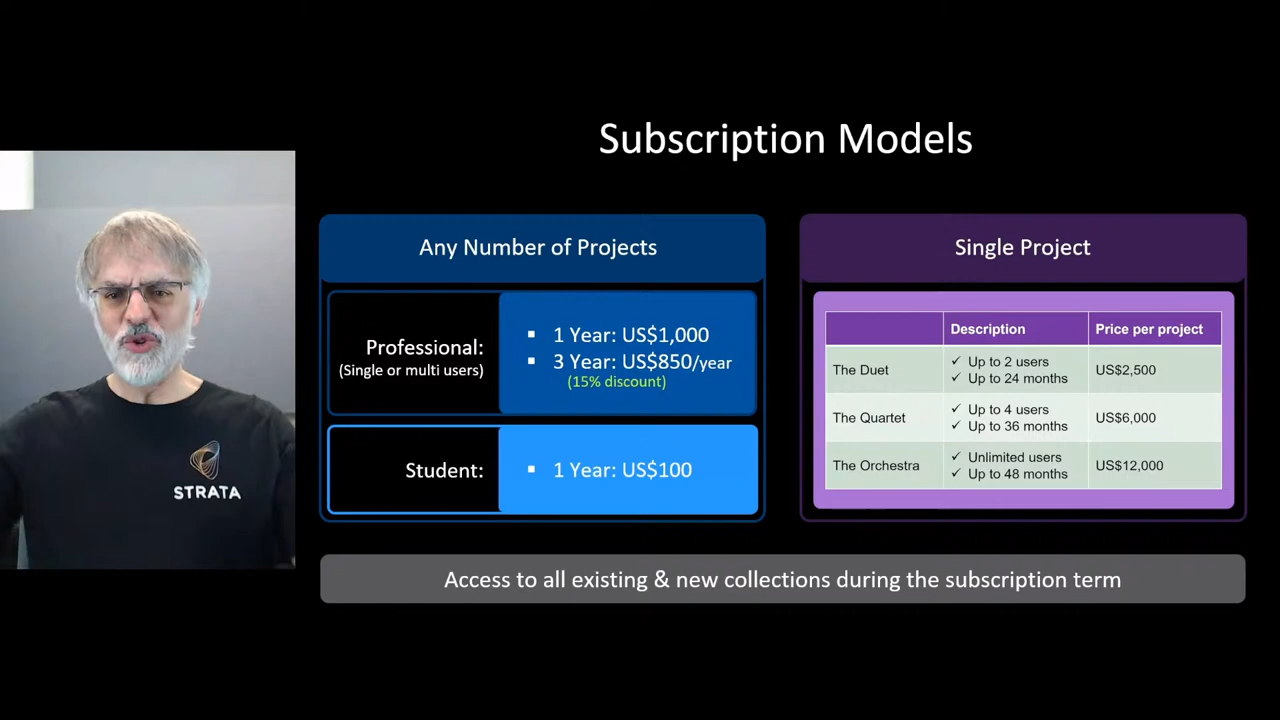 Subscription Models
Any Number of Projects
Professional:
(Single or multi users)
▪ 1 Year: US$1,000
▪ 3 Year: US$850/year
(15% discount)
Student:
▪ 1 Year: US$100
Single Project
Description Price per project
The Duet
✓ Up to 2 users
✓ Up to 24 months
US$2,500
The Quartet
✓ Up to 4 users
✓ Up to 36 months
US$6,000
The Orchestra
✓ Unlimited users
✓ Up to 48 months
US$12,000
Access to all existing & new collections during the subscription term
STRATA